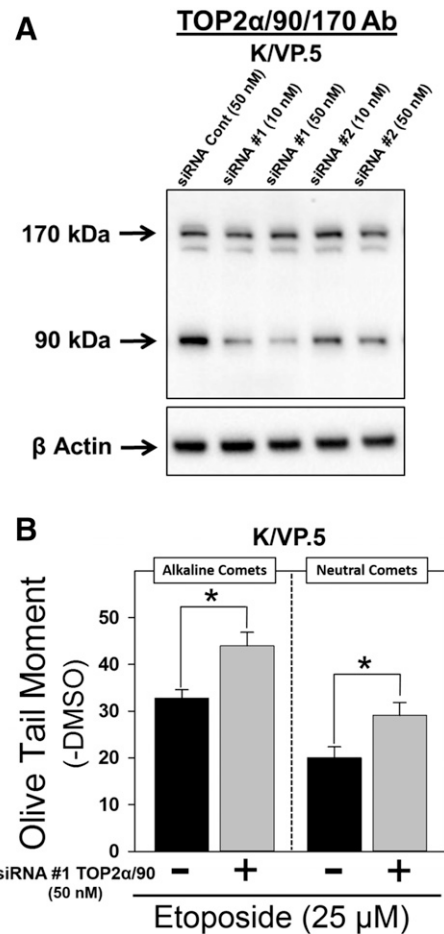 A
TOP2α/90/170 Ab
K/VP.5
siRNA Cont (50 nM)
siRNA #1 (10 nM)
siRNA #1 (50 nM)
siRNA #2 (10 nM)
siRNA #2 (50 nM)
170 kDa
90 kDa
β Actin
B
K/VP.5
Alkaline Comets
Neutral Comets
Olive Tail Moment
(-DMSO)
50
40
30
20
10
0
siRNA #1 TOP2α/90
(50 nM)
- + - +
Etoposide (25 µM)
* *